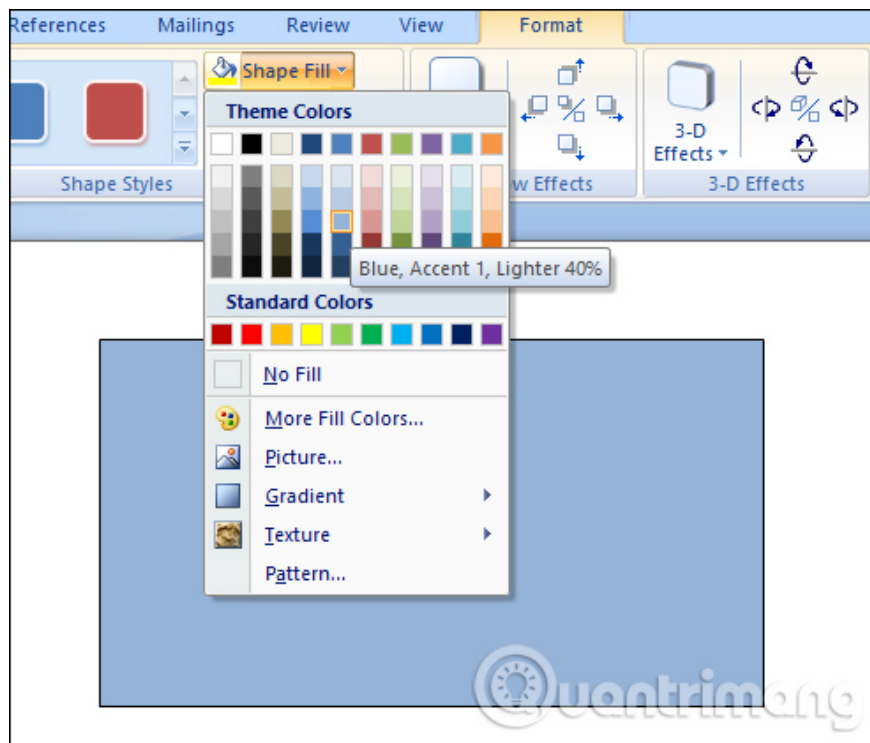 References Mailings Review View Format
Shape Fill
Theme Colors
3-D
Effects
Shape Styles
w Effects
3-D Effects
Blue, Accent 1, Lighter 40%
Standard Colors
No Fill
More Fill Colors...
Picture...
Gradient
Texture
Pattern...
Quantrimang